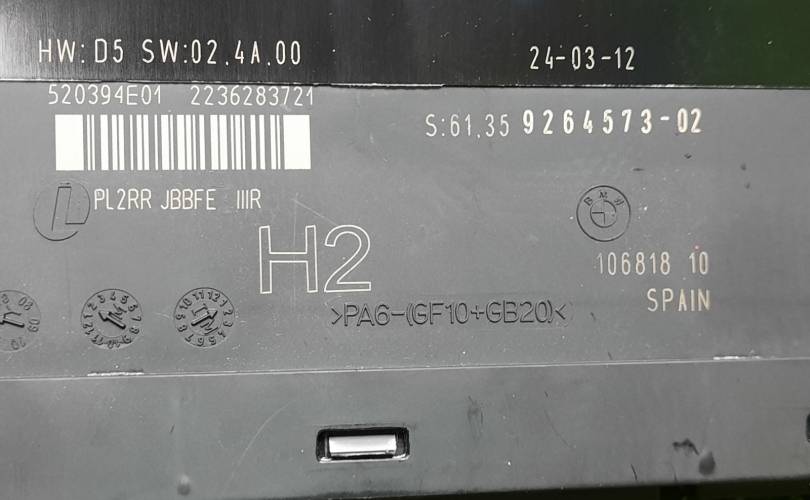 HW: D5 SW:02.4A.00
24-03-12
520394E01 2236283721
S:61.35 9264573-02
PL2RR JBBFE IIIR
BMW
H2
106818 10
SPAIN
>PA6-(GF10+GB20)<